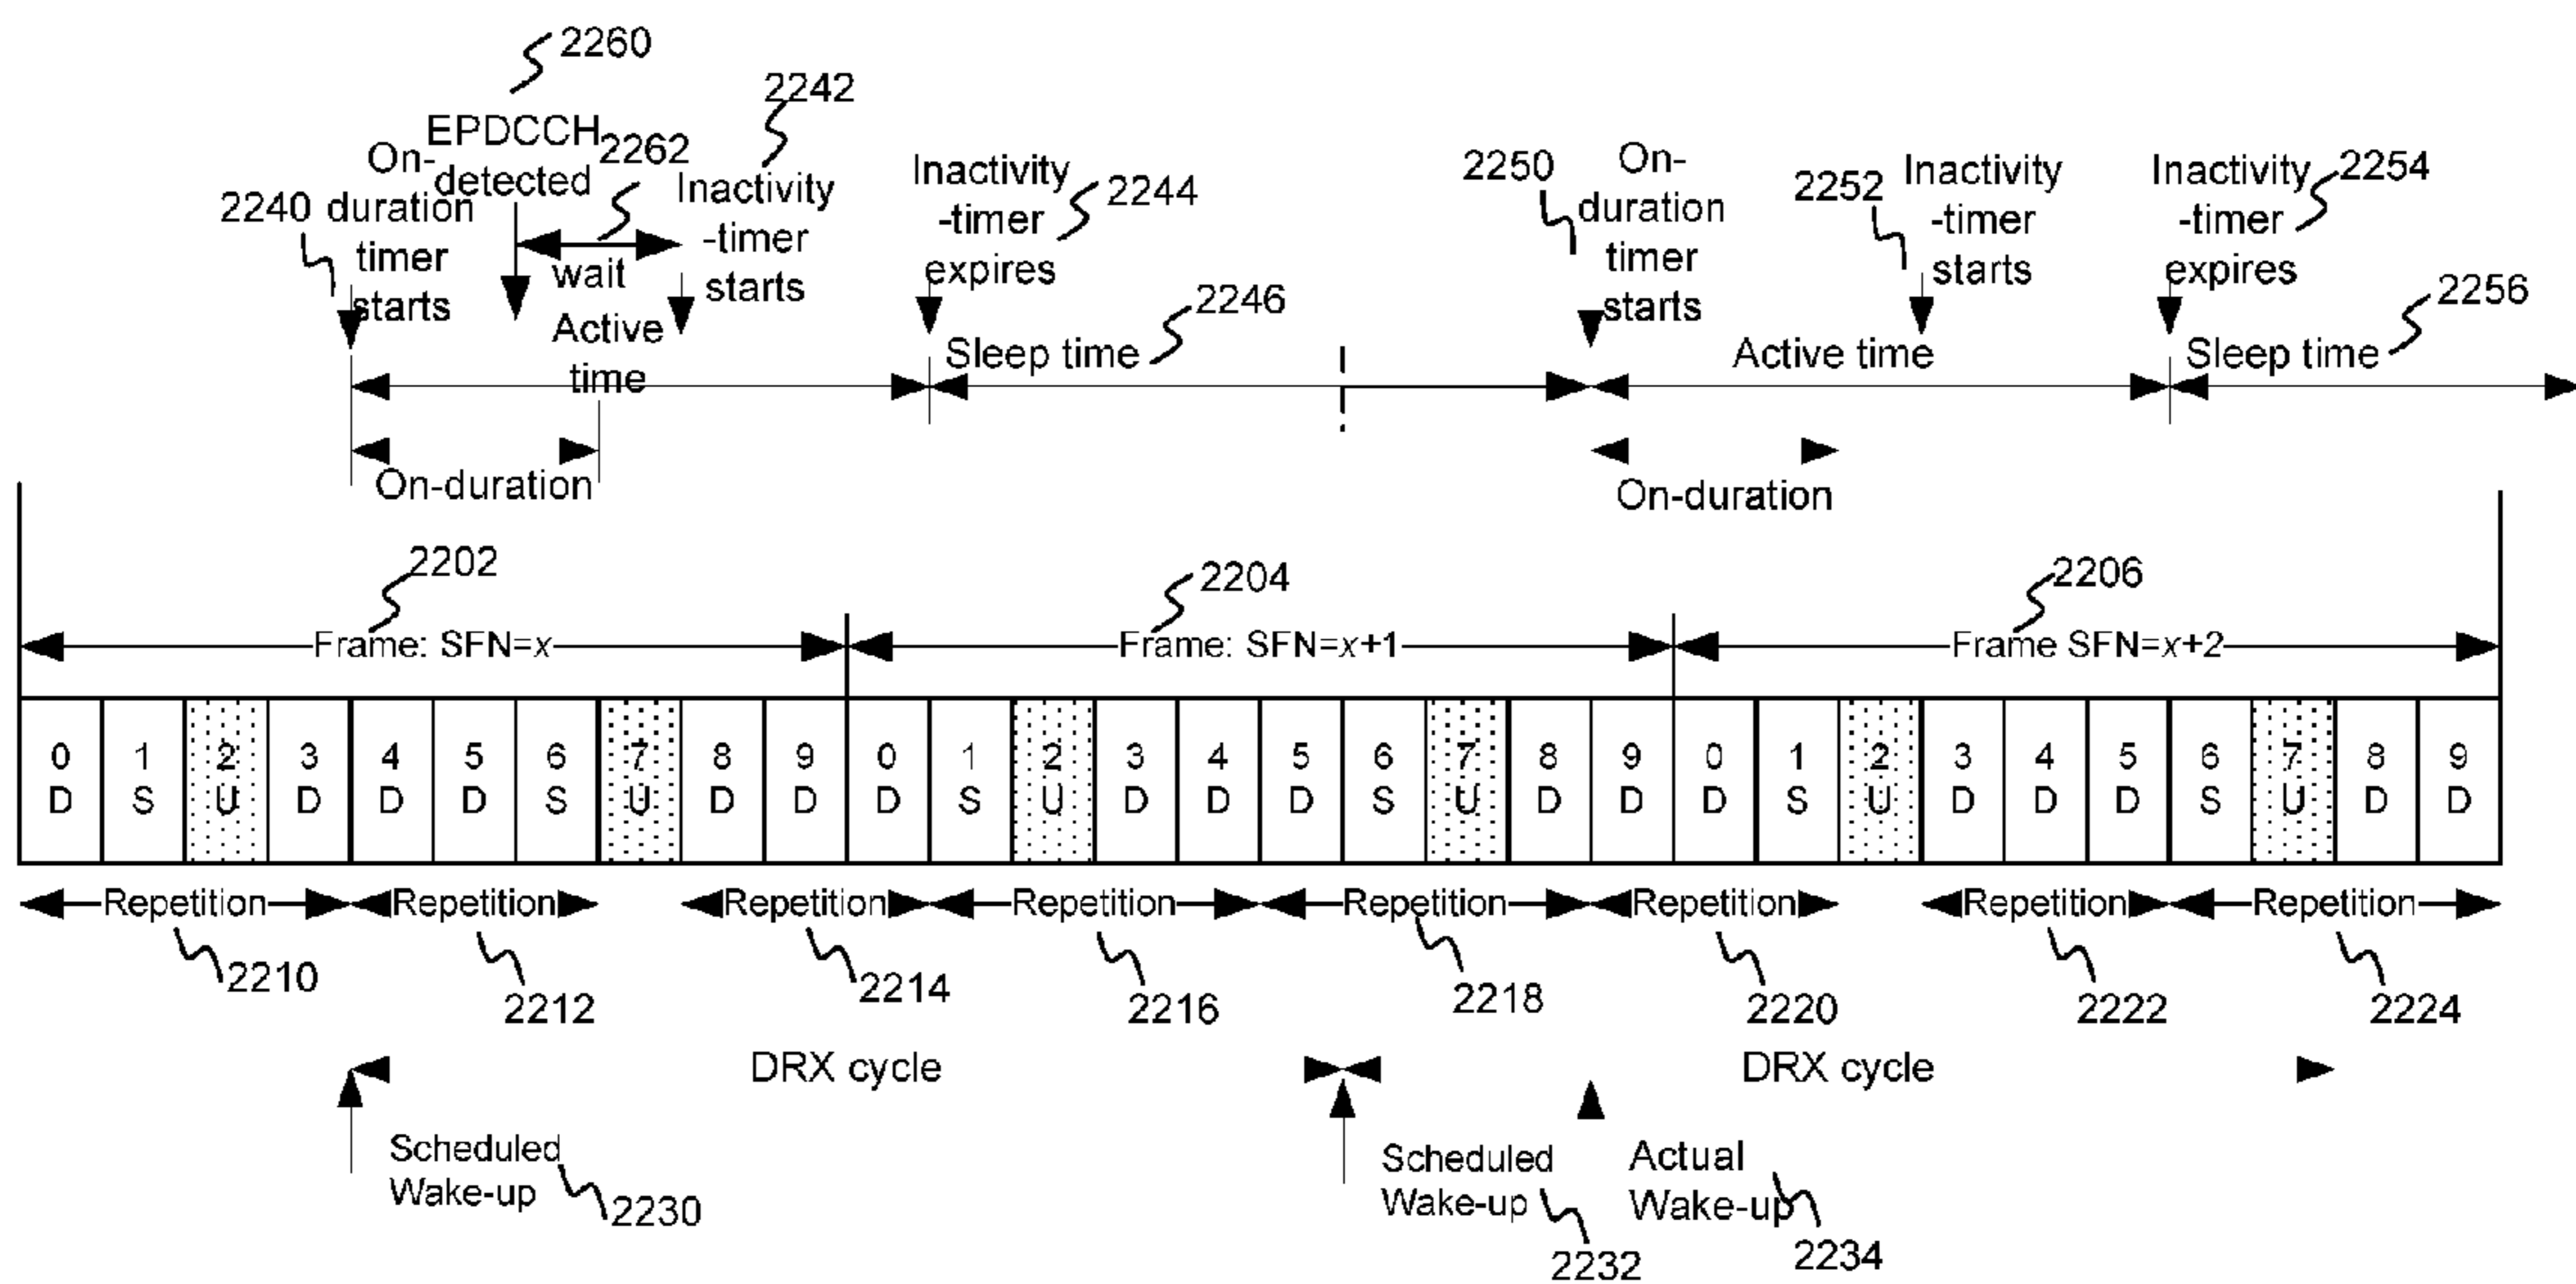 2260
EPDCCH
detected
2262
wait
2240
On-
duration
timer
starts
2242
Inactivity
-timer
starts
Active
time
Inactivity
-timer
expires
2244
Sleep time
2246
2250
On-
duration
timer
starts
Active time
2252
Inactivity
-timer
starts
Inactivity
-timer
expires
2254
Sleep time
2256
On-duration
On-duration
2202
2204
2206
Frame: SFN=x
Frame: SFN=x+1
Frame SFN=x+2
0 1 2 3 4 5 6 7 8 9 0 1 2 3 4 5 6 7 8 9 0 1 2 3 4 5 6 7 8 9
D S U D D D S U D D D S U D D D S U D D D S U D D D S U D D
Repetition Repetition Repetition Repetition Repetition Repetition Repetition Repetition
2210 2212 2214 2216 2218 2220 2222 2224
DRX cycle
DRX cycle
Scheduled
Wake-up
2230
Scheduled
Wake-up
2232
Actual
Wake-up
2234